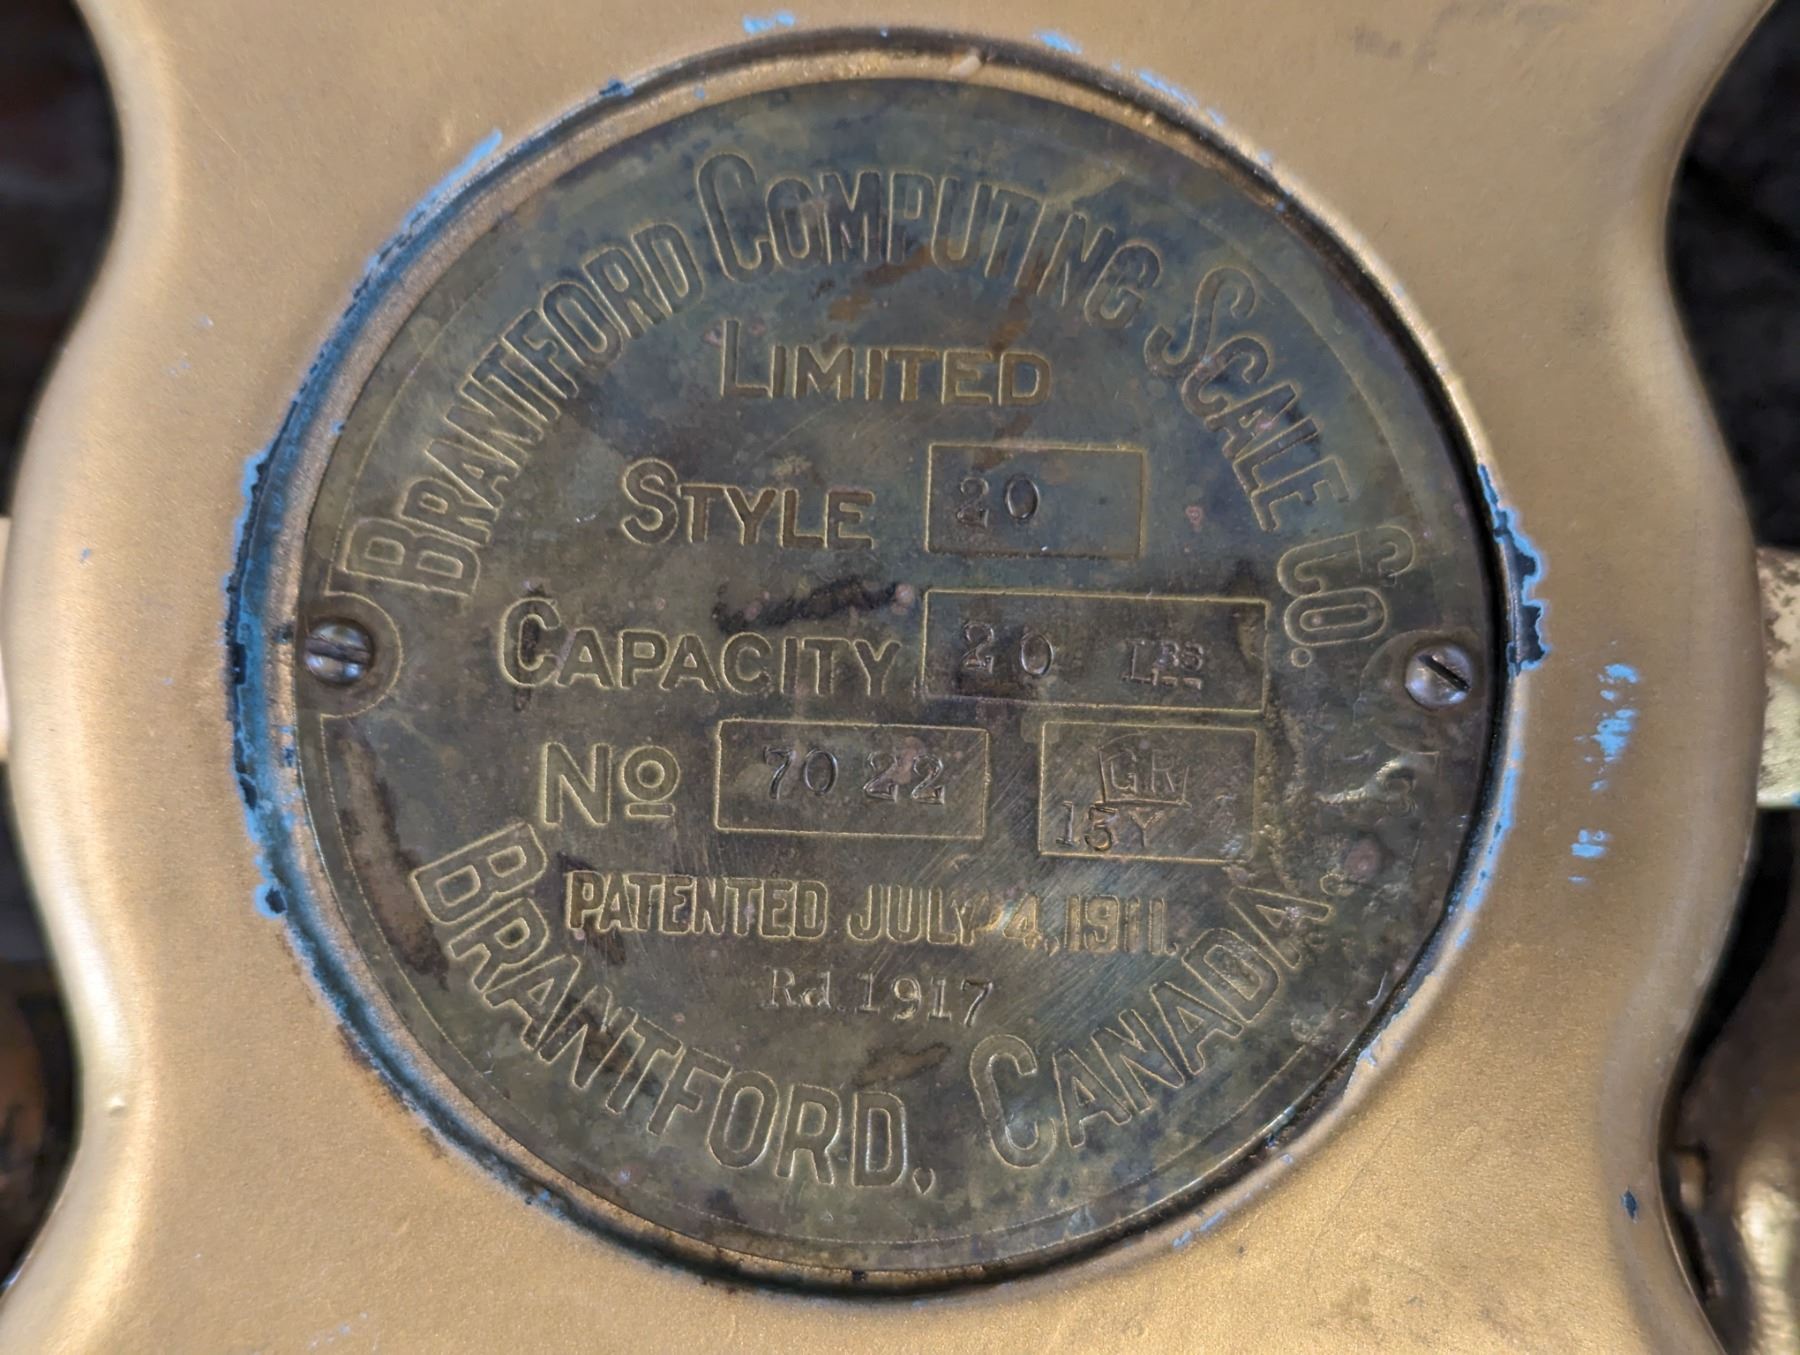 BRANTFORD COMPUTING SCALE CO.
LIMITED
STYLE 20
CAPACITY 20 LBS
No 7022 GR
15Y
PATENTED JULY 4, 1911.
Rd. 1917
BRANTFORD. CANADA.